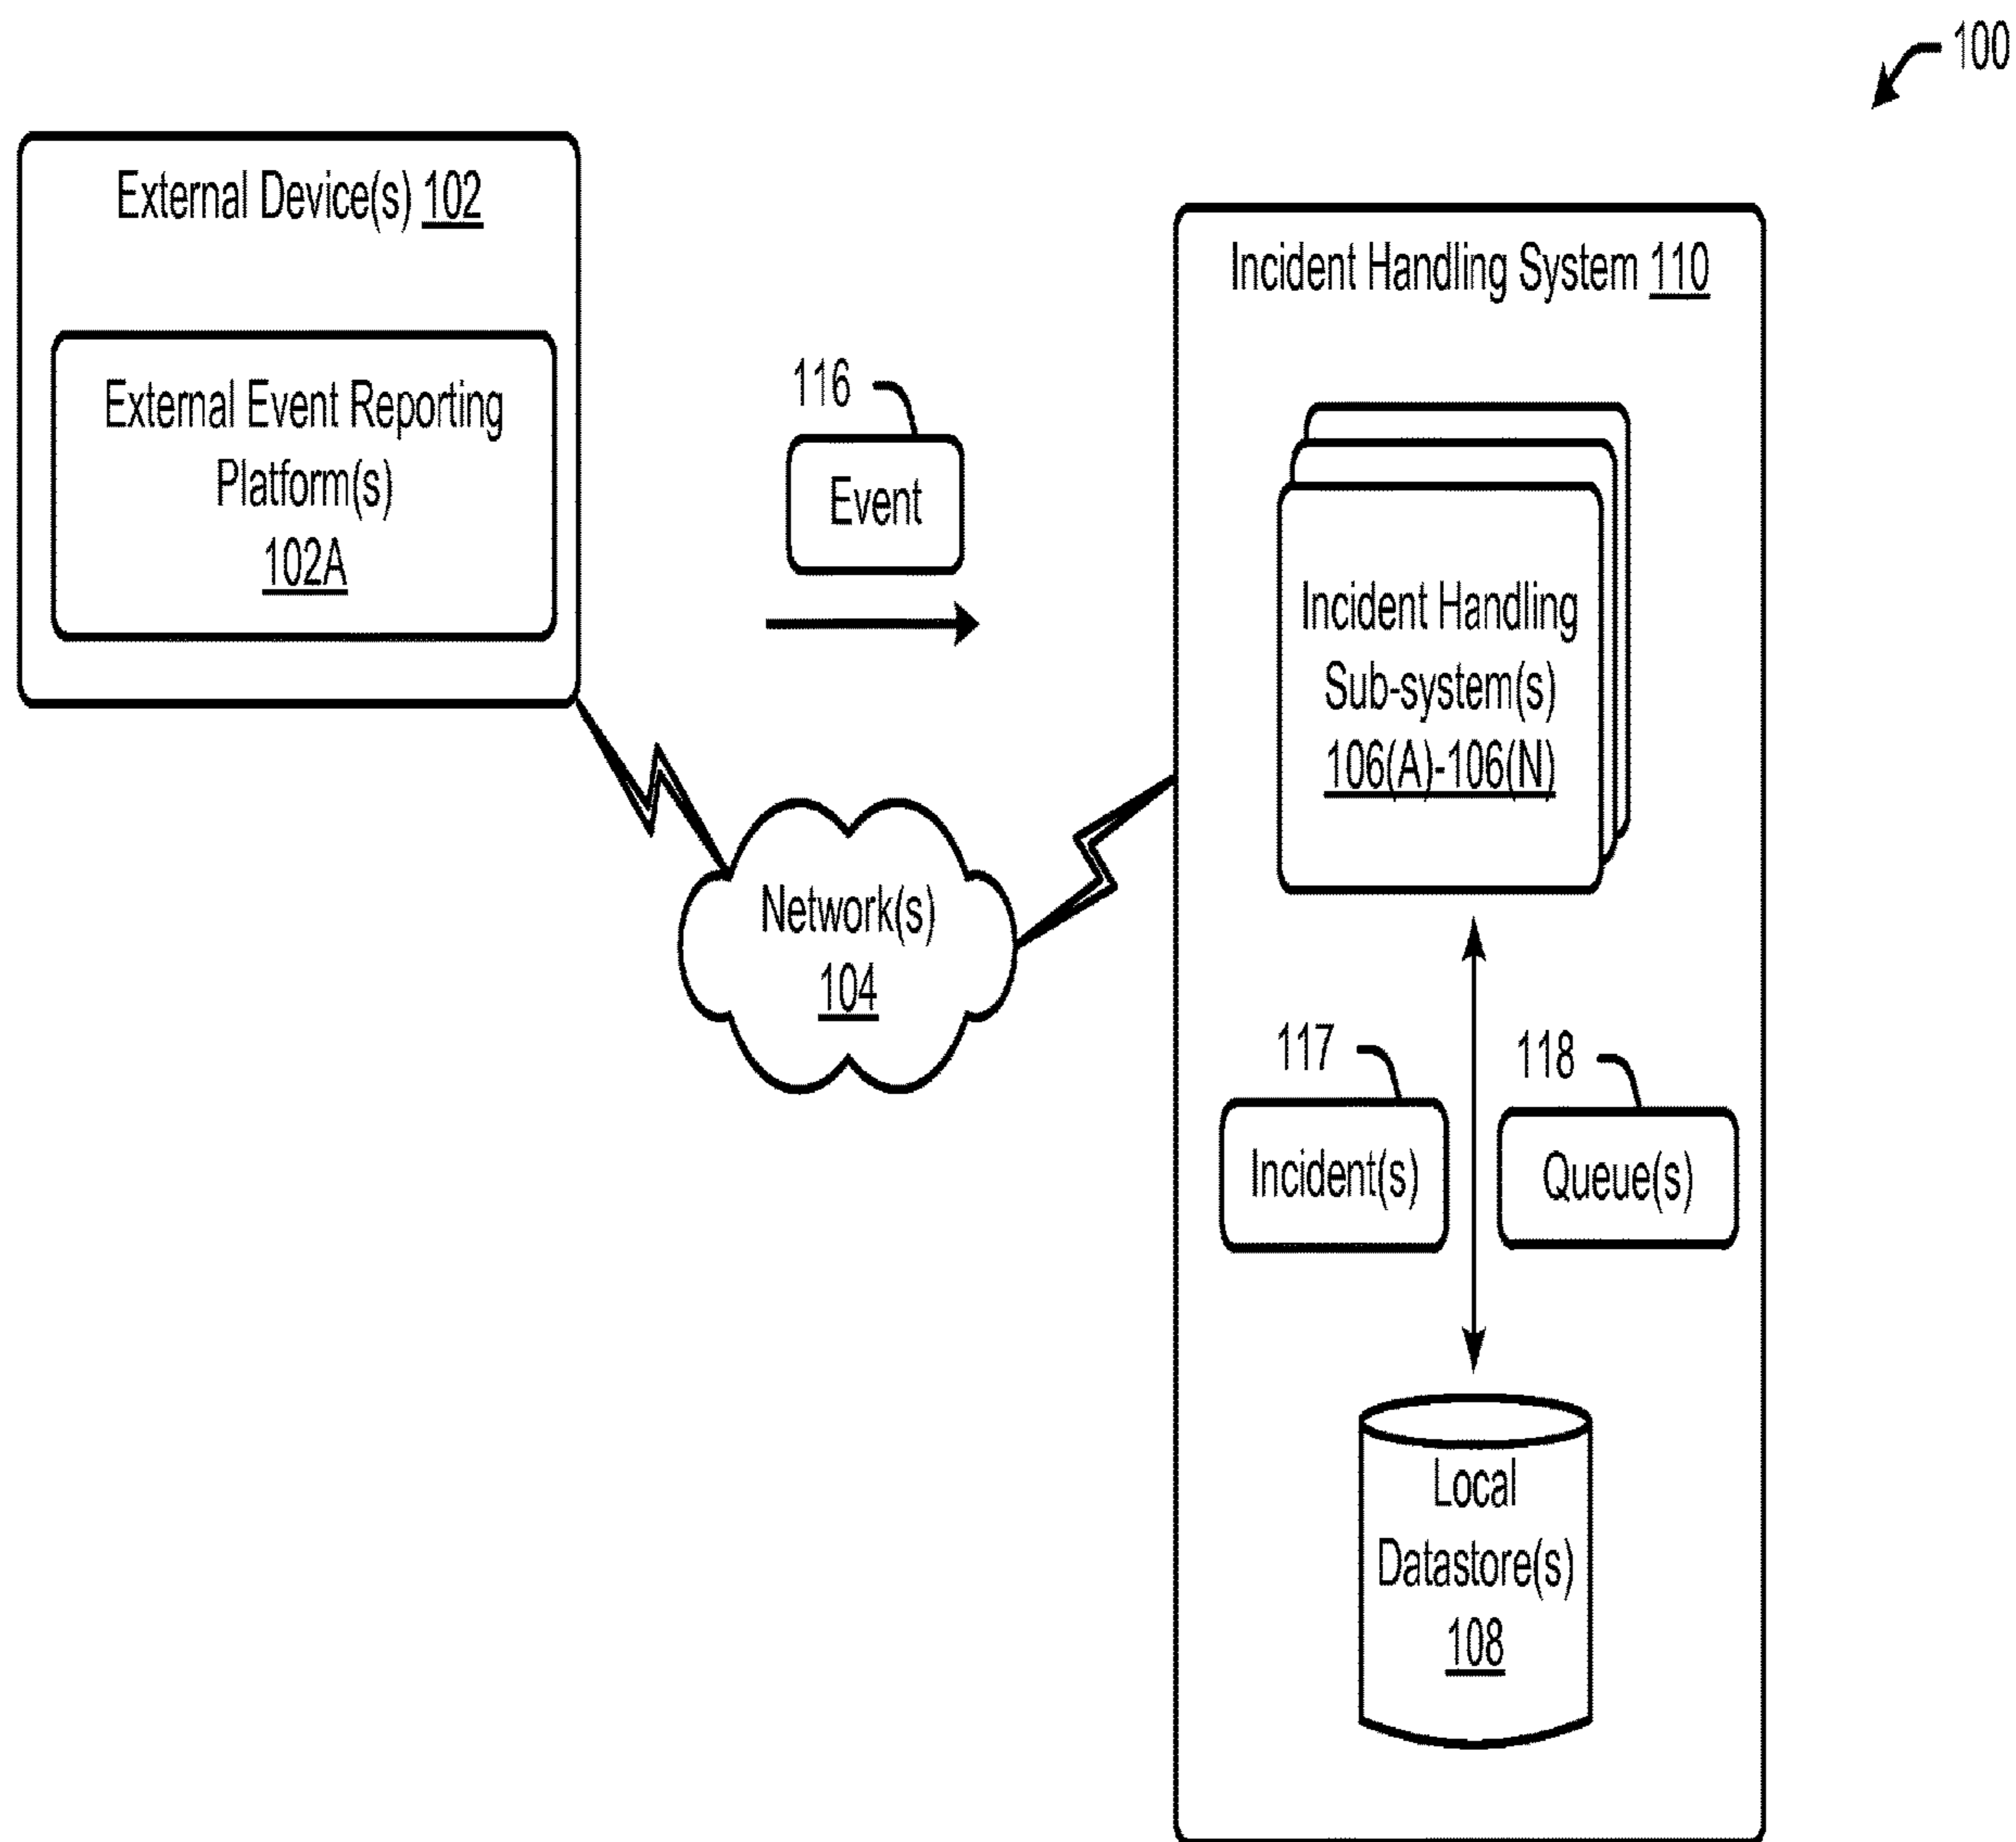 100
External Device(s) 102
External Event Reporting
Platform(s)
102A
116
Event
Network(s)
104
Incident Handling System 110
Incident Handling
Sub-system(s)
106(A)-106(N)
117
118
Incident(s)
Queue(s)
Local
Datastore(s)
108